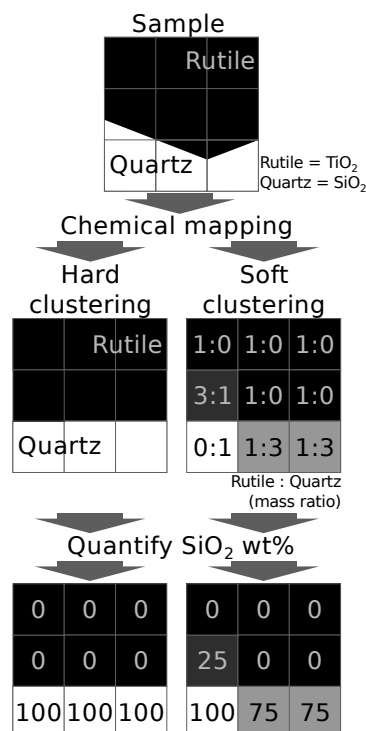 Sample
Rutile
Quartz
Rutile = TiO₂
Quartz = SiO₂
Chemical mapping
Hard
clustering
Soft
clustering
Rutile
Quartz
1:0 1:0 1:0
3:1 1:0 1:0
0:1 1:3 1:3
Rutile : Quartz
(mass ratio)
Quantify SiO₂ wt%
0 0 0
0 0 0
100 100 100
0 0 0
25 0 0
100 75 75